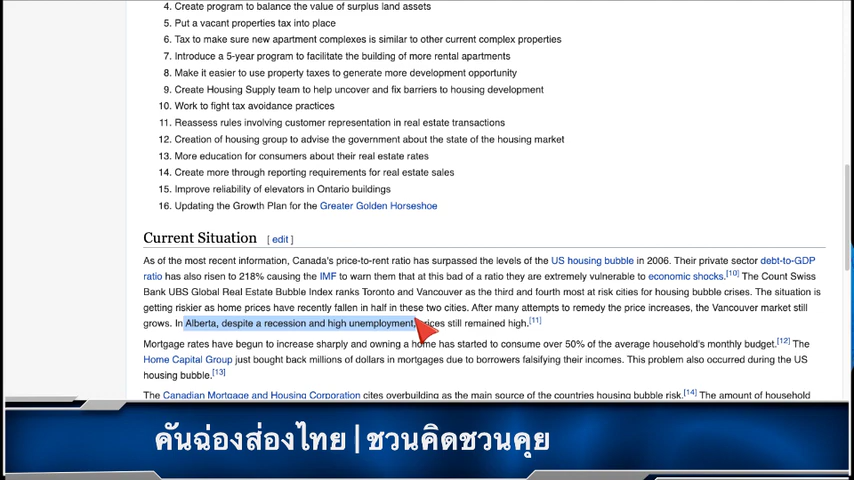 4. Create program to balance the value of surplus land assets
5. Put a vacant properties tax into place
6. Tax to make sure new apartment complexes is similar to other current complex properties
7. Introduce a 5-year program to facilitate the building of more rental apartments
8. Make it easier to use property taxes to generate more development opportunity
9. Create Housing Supply team to help uncover and fix barriers to housing development
10. Work to fight tax avoidance practices
11. Reassess rules involving customer representation in real estate transactions
12. Creation of housing group to advise the government about the state of the housing market
13. More education for consumers about their real estate rates
14. Create more through reporting requirements for real estate sales
15. Improve reliability of elevators in Ontario buildings
16. Updating the Growth Plan for the Greater Golden Horseshoe
Current Situation [ edit ]
As of the most recent information, Canada's price-to-rent ratio has surpassed the levels of the US housing bubble in 2006. Their private sector debt-to-GDP
ratio has also risen to 218% causing the IMF to warn them that at this bad of a ratio they are extremely vulnerable to economic shocks.[10] The Count Swiss
Bank UBS Global Real Estate Bubble Index ranks Toronto and Vancouver as the third and fourth most at risk cities for housing bubble crises. The situation is
getting riskier as home prices have recently fallen in half in these two cities. After many attempts to remedy the price increases, the Vancouver market still
grows. In Alberta, despite a recession and high unemployment, prices still remained high.[11]
Mortgage rates have begun to increase sharply and owning a home has started to consume over 50% of the average household's monthly budget.[12] The
Home Capital Group just bought back millions of dollars in mortgages due to borrowers falsifying their incomes. This problem also occurred during the US
housing bubble.[13]
The Canadian Mortgage and Housing Corporation cites overbuilding as the main source of the countries housing bubble risk.[14] The amount of household
คันฉ่องส่องไทย | ชวนคิดชวนคุย